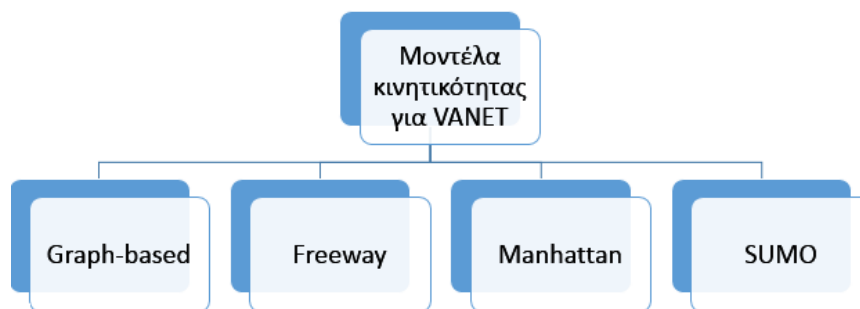 Μοντέλα
κινητικότητας
για VANET
Graph-based
Freeway
Manhattan
SUMO